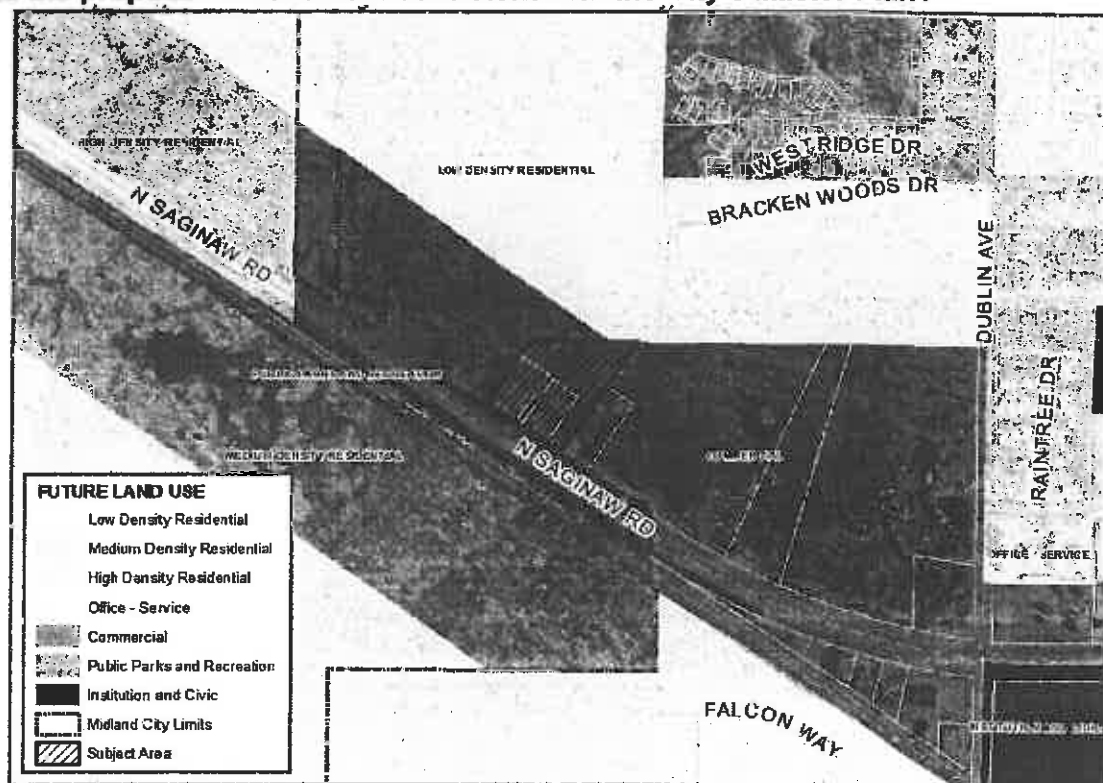 HIGH DENSITY RESIDENTIAL
LOW DENSITY RESIDENTIAL
WEST RIDGE DR
BRACKEN WOODS DR
N SAGINAW RD
DUBLIN AVE
RAINTREE DR
MEDIUM DENSITY RESIDENTIAL
COMMERCIAL
N SAGINAW RD
OFFICE - SERVICE
FALCON WAY
FUTURE LAND USE
Low Density Residential
Medium Density Residential
High Density Residential
Office - Service
Commercial
Public Parks and Recreation
Institution and Civic
Midland City Limits
Subject Area